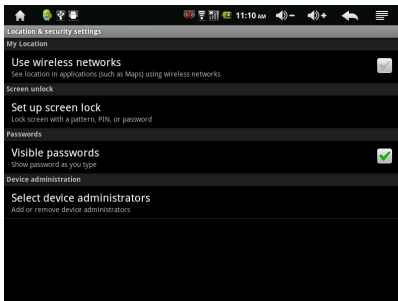 11:10 AM
Location & security settings
My Location
Use wireless networks
See location in applications (such as Maps) using wireless networks
Screen unlock
Set up screen lock
Lock screen with a pattern, PIN, or password
Passwords
Visible passwords
Show password as you type
Device administration
Select device administrators
Add or remove device administrators